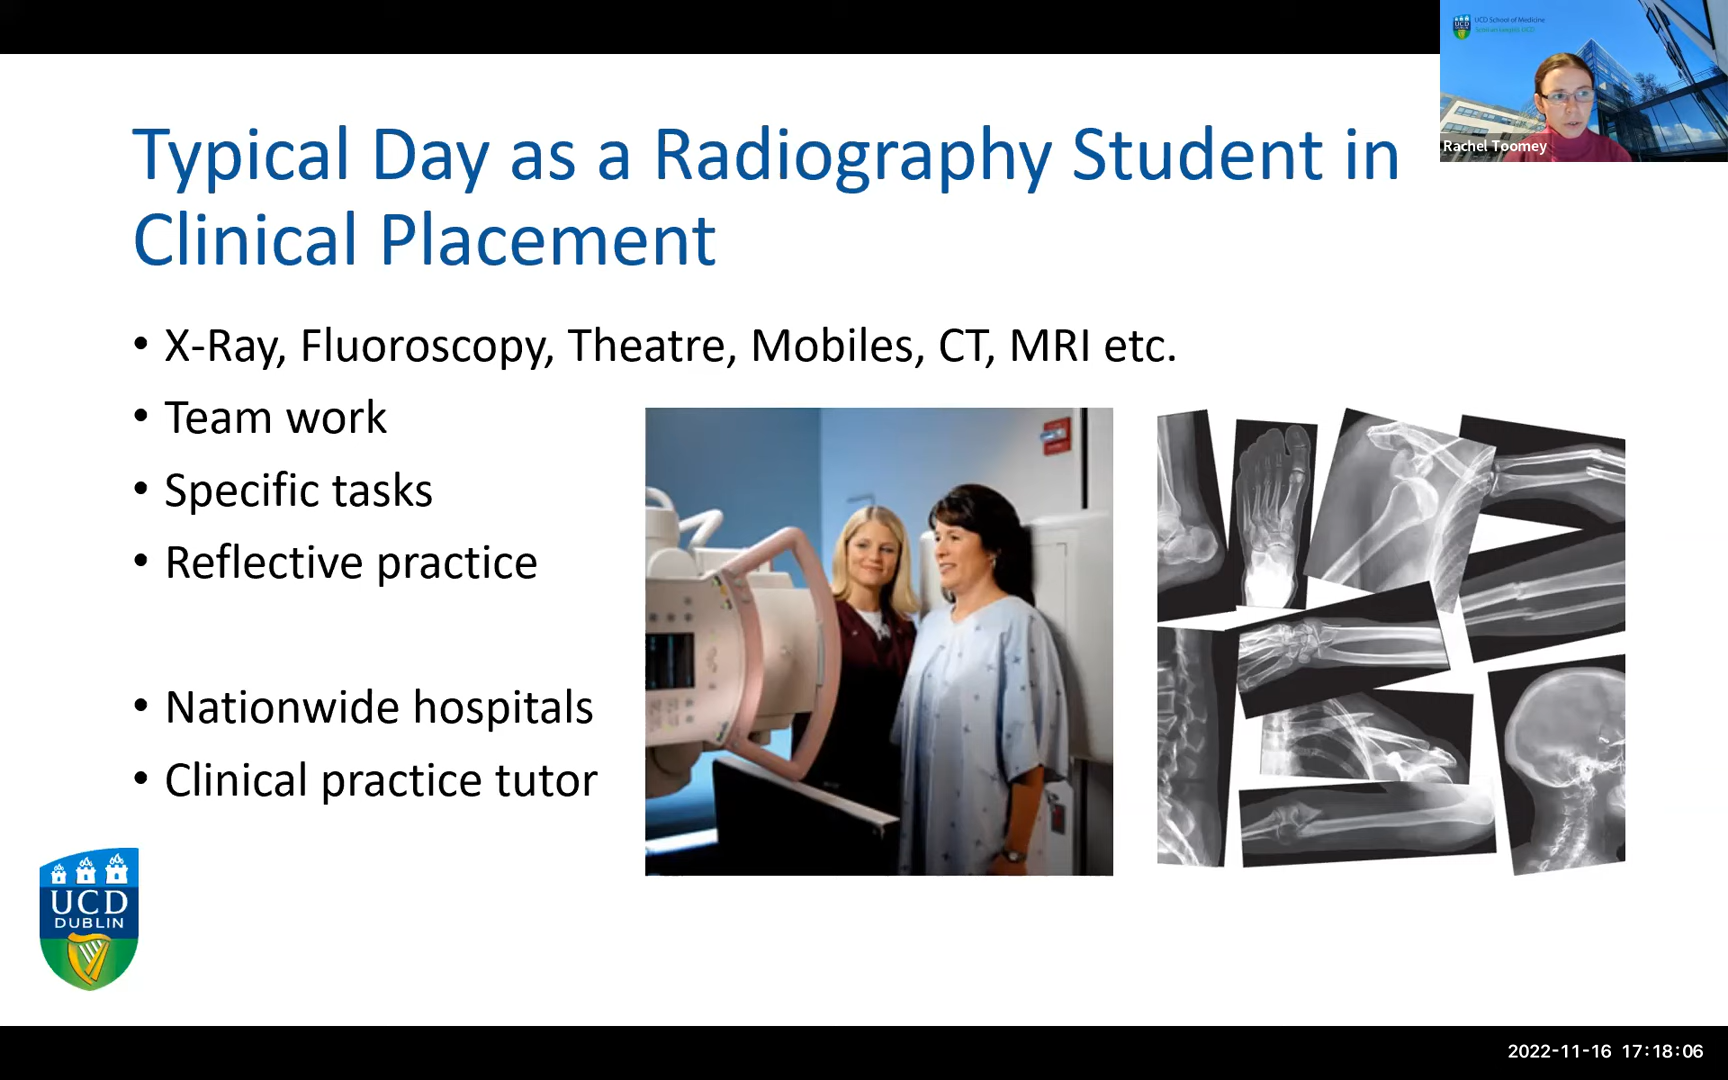 UCD School of Medicine
Rachel Toomey
Typical Day as a Radiography Student in
Clinical Placement
• X-Ray, Fluoroscopy, Theatre, Mobiles, CT, MRI etc.
• Team work
• Specific tasks
• Reflective practice
• Nationwide hospitals
• Clinical practice tutor
UCD
DUBLIN
2022-11-16 17:18:06